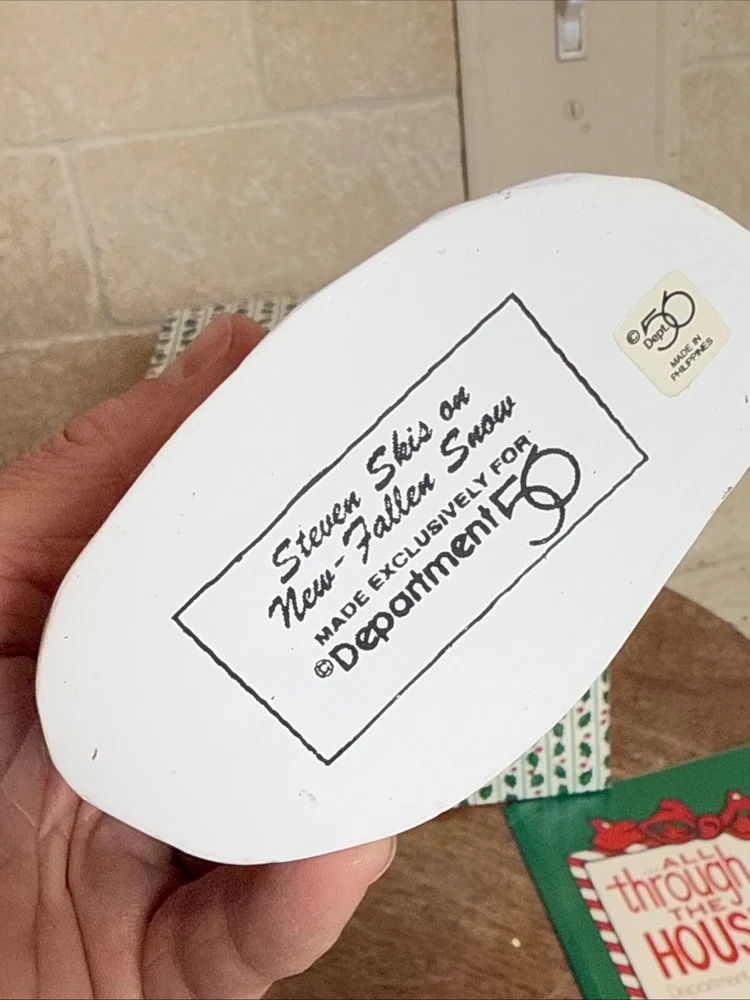 Steven Skis on
New-Fallen Snow
MADE EXCLUSIVELY FOR
©Department 56
© Dept. 56
MADE IN
PHILIPPINES
ALL
through
THE
HOUS
Department